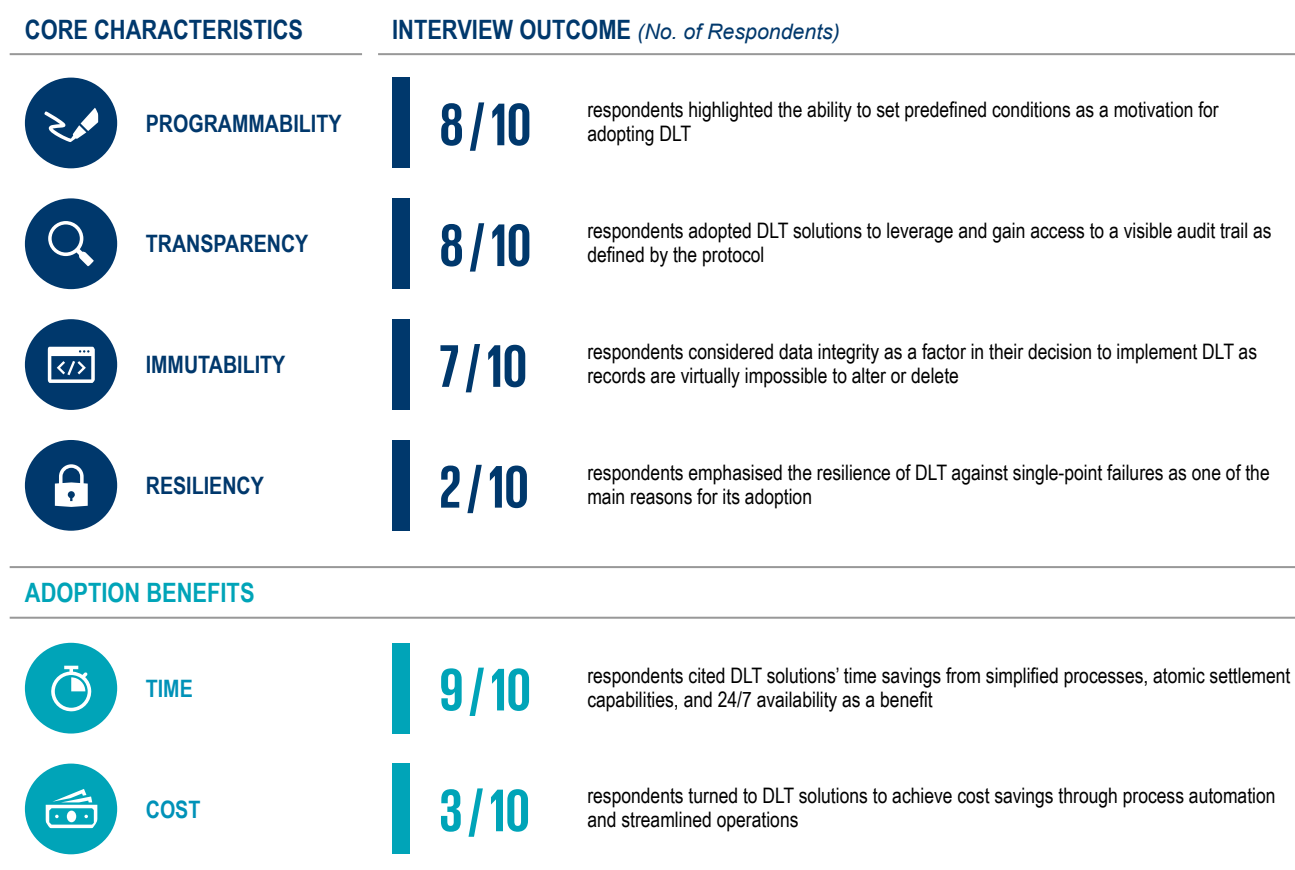 CORE CHARACTERISTICS
INTERVIEW OUTCOME (No. of Respondents)
PROGRAMMABILITY
8/10
respondents highlighted the ability to set predefined conditions as a motivation for
adopting DLT
TRANSPARENCY
8/10
respondents adopted DLT solutions to leverage and gain access to a visible audit trail as
defined by the protocol
</>
IMMUTABILITY
7/10
respondents considered data integrity as a factor in their decision to implement DLT as
records are virtually impossible to alter or delete
RESILIENCY
2/10
respondents emphasised the resilience of DLT against single-point failures as one of the
main reasons for its adoption
ADOPTION BENEFITS
TIME
9/10
respondents cited DLT solutions’ time savings from simplified processes, atomic settlement
capabilities, and 24/7 availability as a benefit
COST
3/10
respondents turned to DLT solutions to achieve cost savings through process automation
and streamlined operations